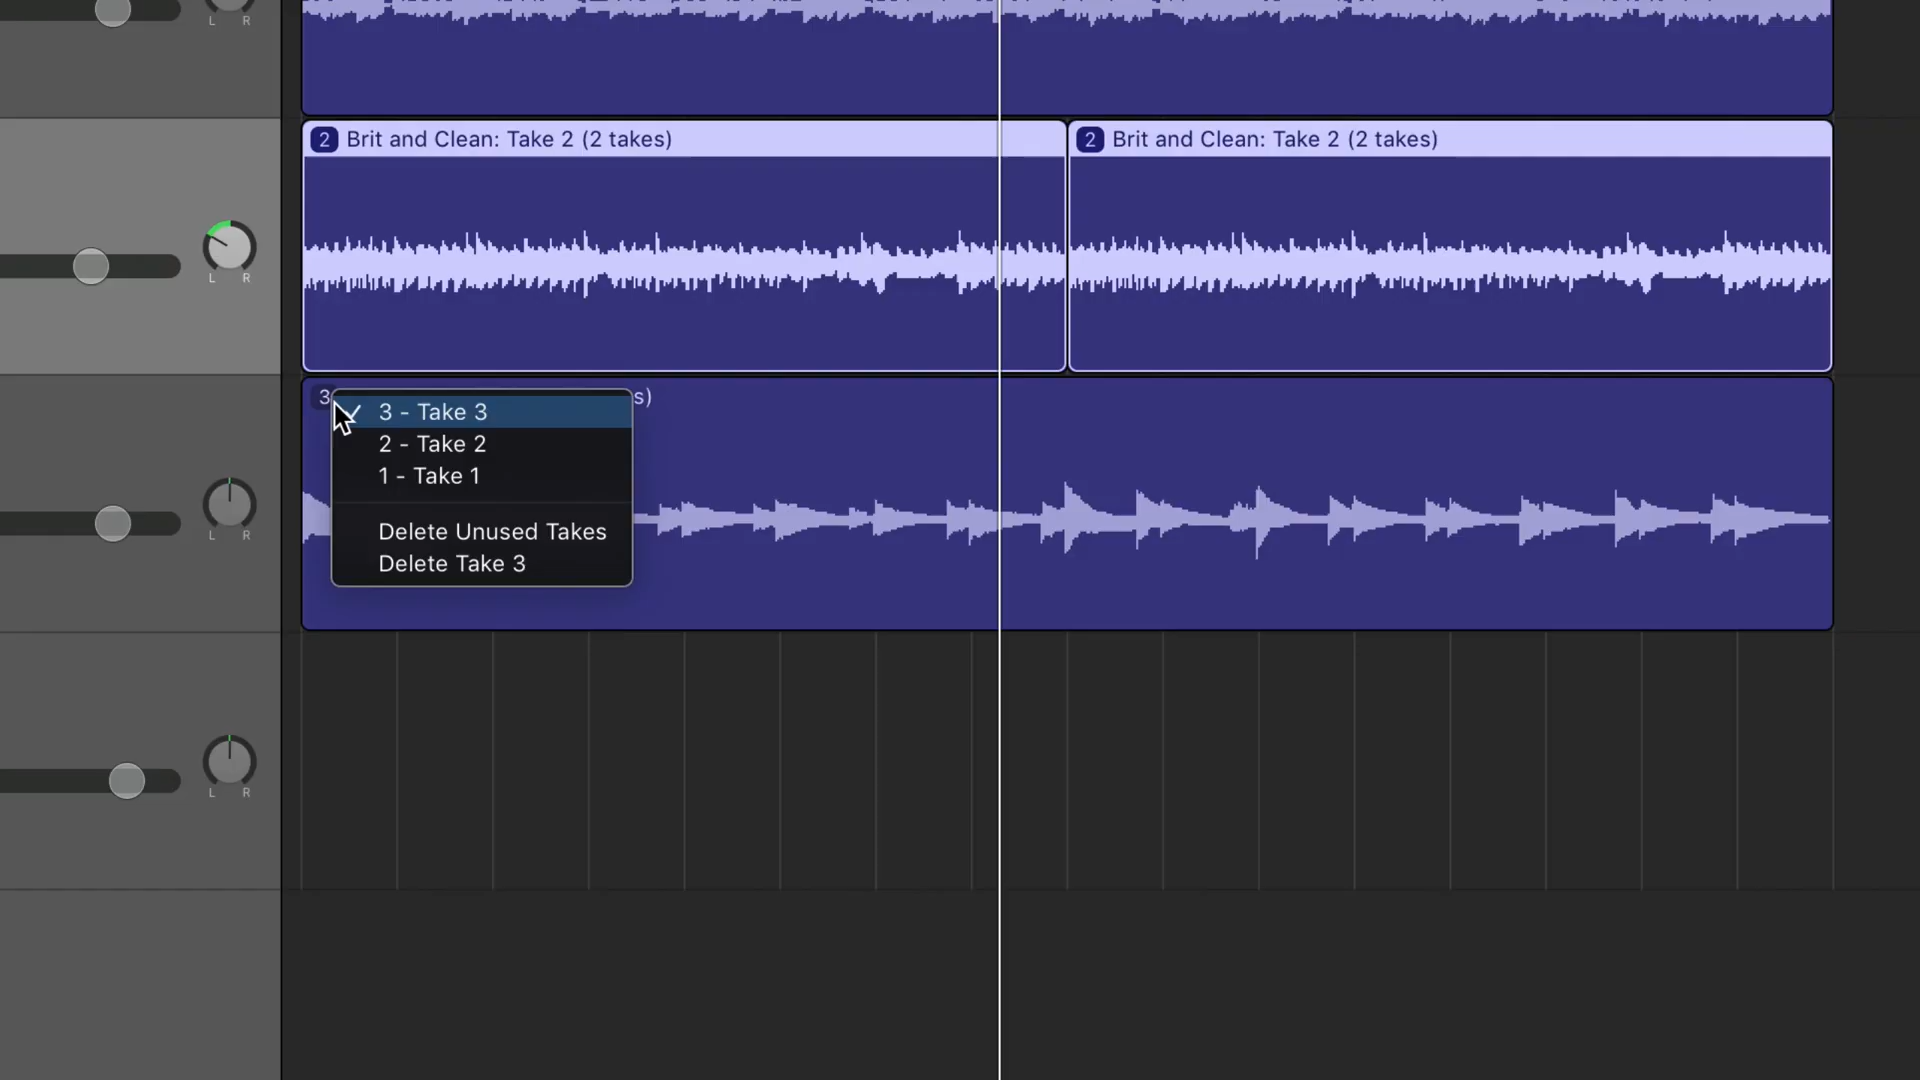 L R
2 Brit and Clean: Take 2 (2 takes)
2 Brit and Clean: Take 2 (2 takes)
L R
3
s)
3 - Take 3
2 - Take 2
1 - Take 1
Delete Unused Takes
Delete Take 3
L R
L R